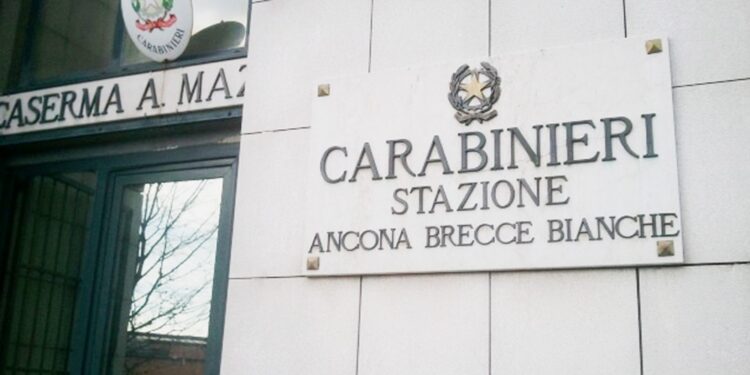 CARABINIERI
CASERMA A. MAZ
CARABINIERI
STAZIONE
ANCONA BRECCE BIANCHE